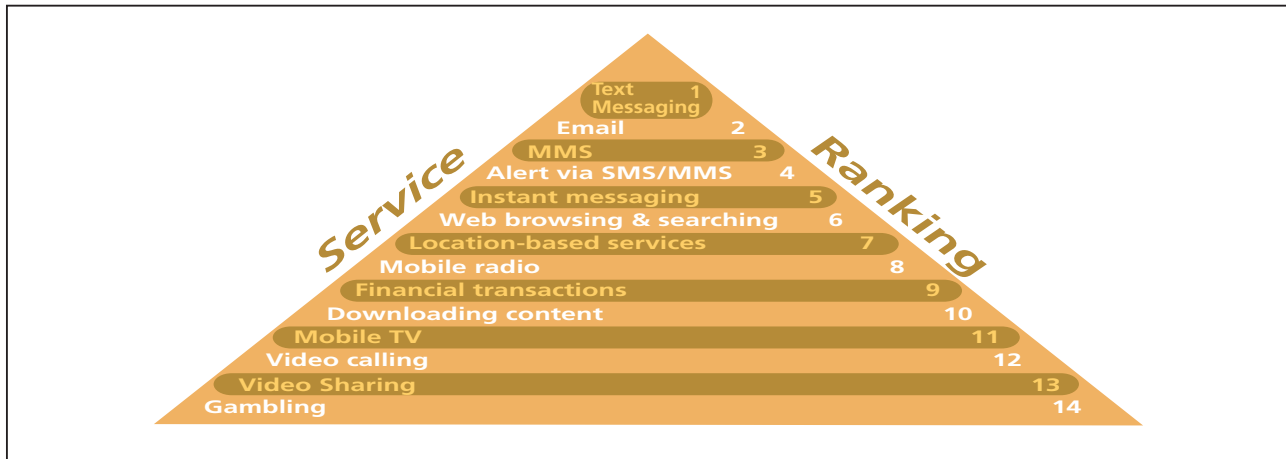 Service
Ranking
Text 1
Messaging
Email 2
MMS 3
Alert via SMS/MMS 4
Instant messaging 5
Web browsing & searching 6
Location-based services 7
Mobile radio 8
Financial transactions 9
Downloading content 10
Mobile TV 11
Video calling 12
Video Sharing 13
Gambling 14